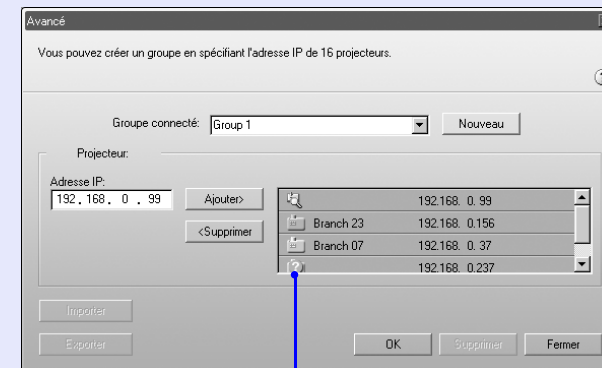 Avancé
Vous pouvez créer un groupe en spécifiant l'adresse IP de 16 projecteurs.
Groupe connecté: Group 1 Nouveau
Projecteur:
Adresse IP:
192 . 168 . 0 . 99 Ajouter> 192.168. 0. 99
<Supprimer Branch 23 192.168. 0.156
Branch 07 192.168. 0. 37
192.168. 0.237
Importer
Exporter OK Supprimer Fermer